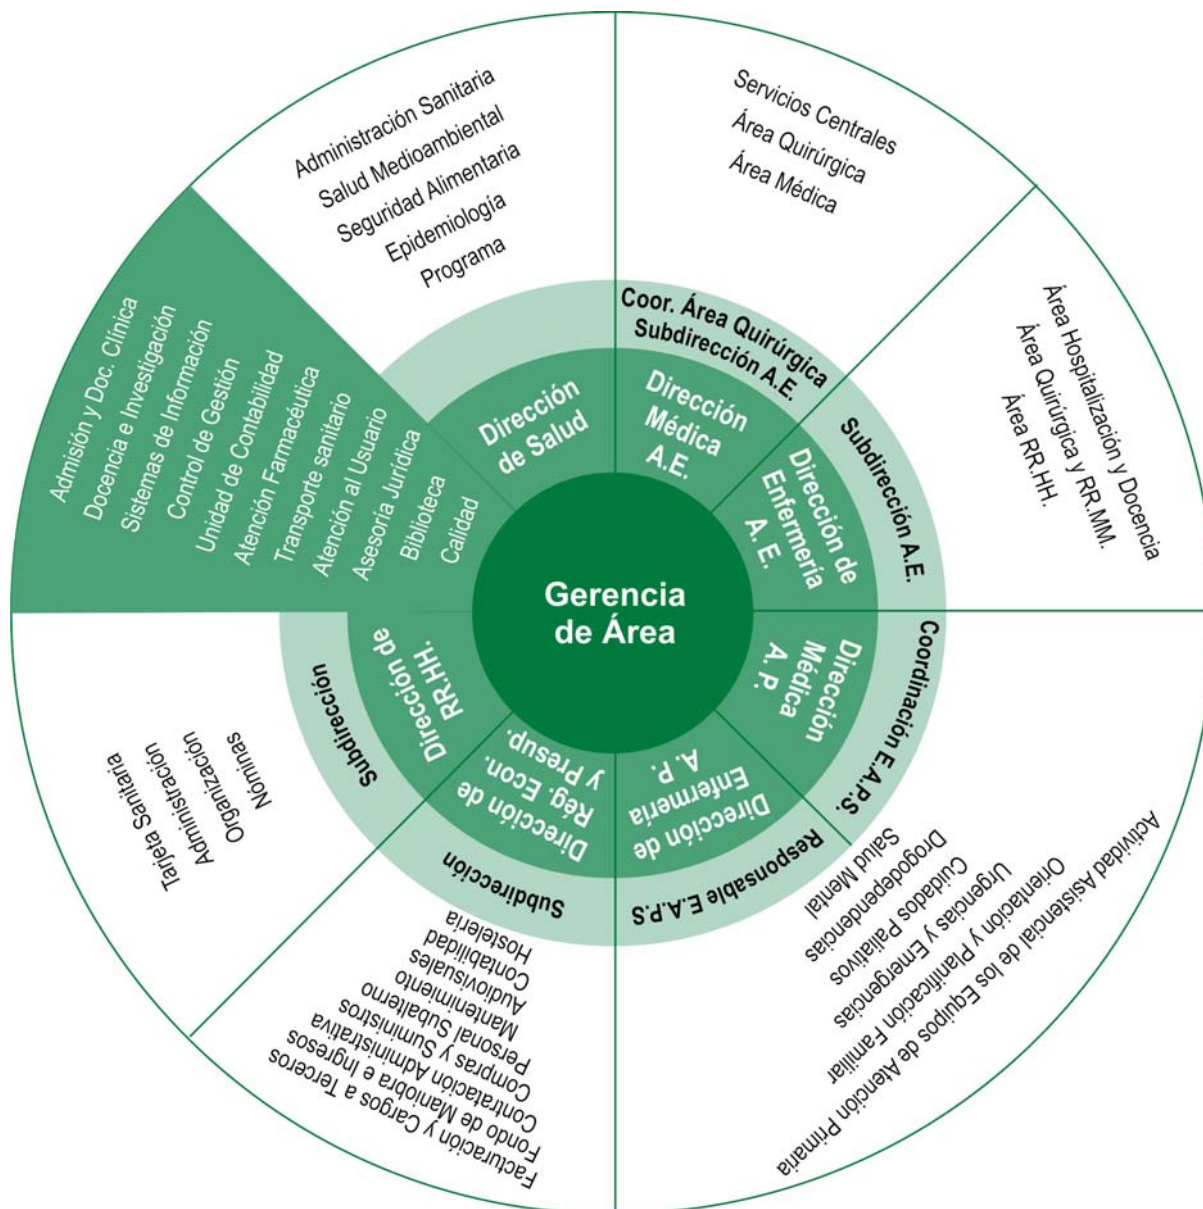 Gerencia
de Área
Dirección
de Salud
Administración Sanitaria
Salud Medioambiental
Seguridad Alimentaria
Epidemiología
Programa
Dirección
Médica
A.E.
Coor. Área Quirúrgica
Subdirección A.E.
Servicios Centrales
Área Quirúrgica
Área Médica
Dirección de
Enfermería
A. E.
Subdirección A.E.
Área Hospitalización y Docencia
Área Quirúrgica y RR.MM.
Área RR.HH.
Dirección
Médica
A. P.
Coordinación E.A.P.S.
Dirección de
Enfermería
A. P.
Responsable E.A.P.S
Actividad Asistencial de los Equipos de Atención Primaria
Orientación y Planificación Familiar
Urgencias y Emergencias
Cuidados Paliativos
Drogodependencias
Salud Mental
Dirección de
Rég. Econ.
y Presup.
Subdirección
Hostelería
Contabilidad
Audiovisuales
Mantenimiento
Personal Subalterno
Compras y Suministros
Contratación Administrativa
Fondo de Maniobra e Ingresos
Facturación y Cargos a Terceros
Dirección de
RR.HH.
Subdirección
Nóminas
Organización
Administración
Tarjeta Sanitaria
Admisión y Doc. Clínica
Docencia e Investigación
Sistemas de Información
Control de Gestión
Unidad de Contabilidad
Atención Farmacéutica
Transporte sanitario
Atención al Usuario
Asesoría Jurídica
Biblioteca
Calidad